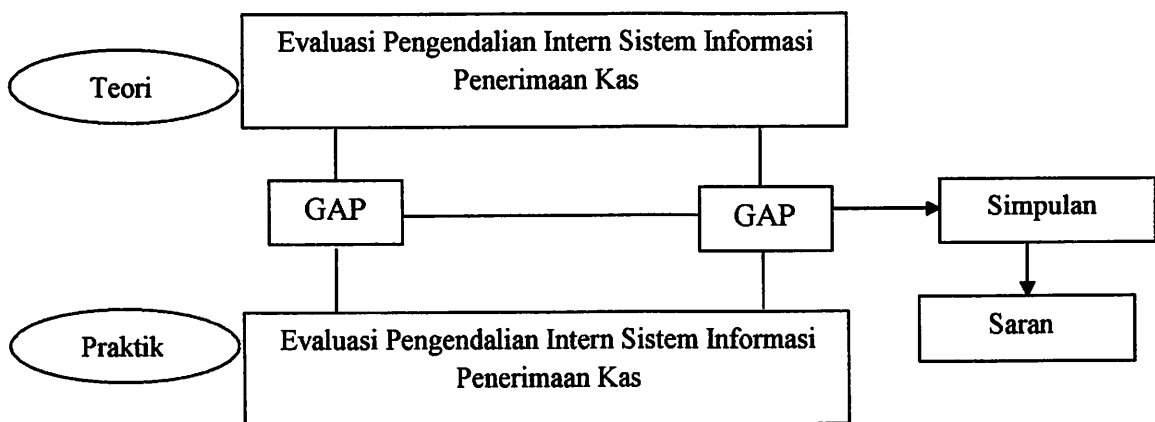 Evaluasi Pengendalian Intern Sistem Informasi
Penerimaan Kas
Teori
GAP
GAP
Simpulan
Saran
Praktik
Evaluasi Pengendalian Intern Sistem Informasi
Penerimaan Kas